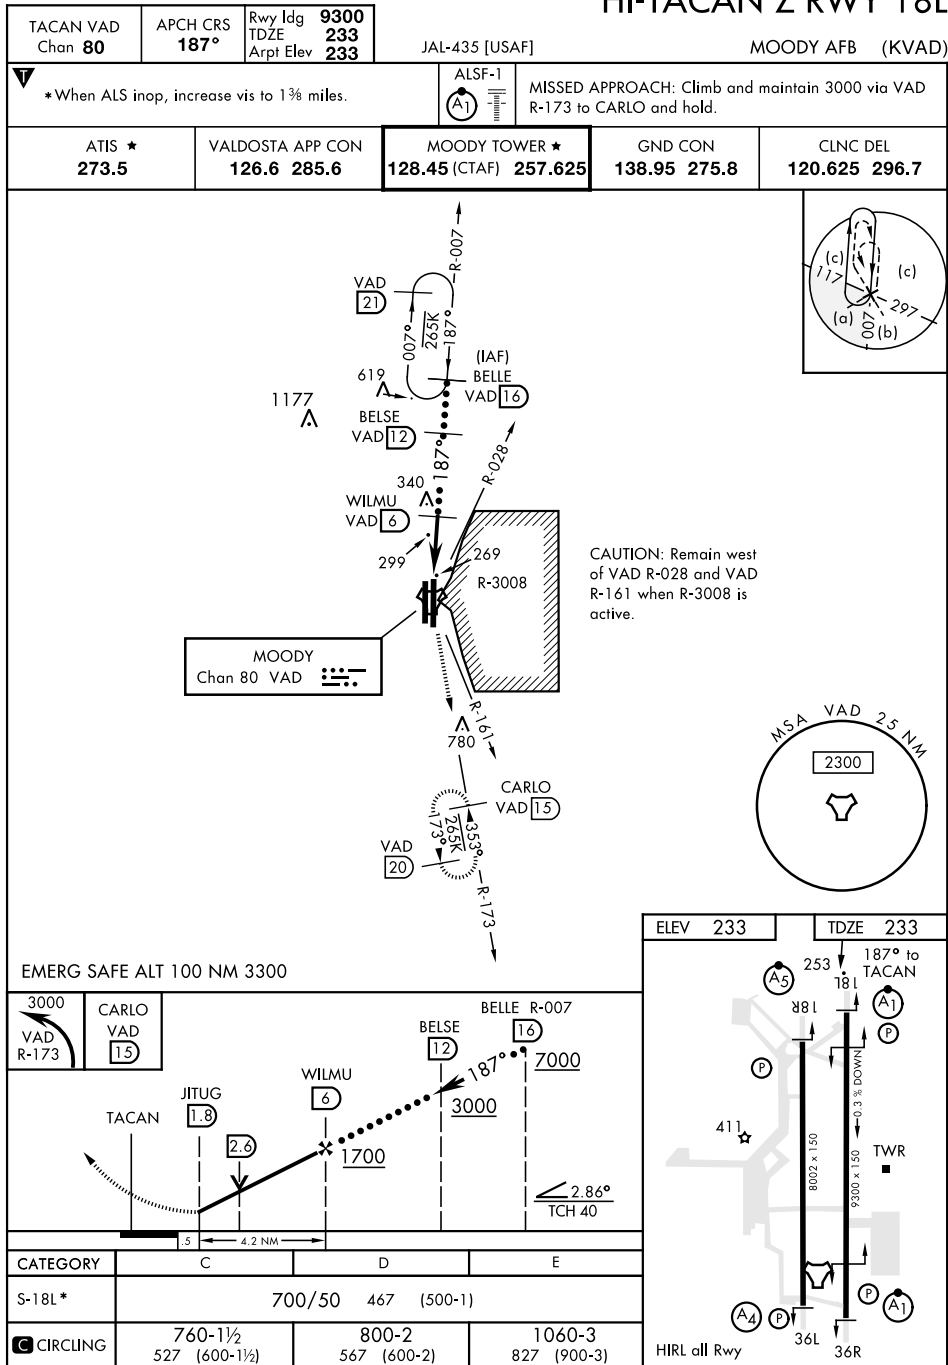 HI-TACAN Z RWY 18L
TACAN VAD
Chan 80
APCH CRS
187°
Rwy ldg 9300
TDZE 233
Arpt Elev 233
JAL-435 [USAF]
MOODY AFB (KVAD)
T
*When ALS inop, increase vis to 1⅜ miles.
ALSF-1
A1
MISSED APPROACH: Climb and maintain 3000 via VAD
R-173 to CARLO and hold.
ATIS ★
273.5
VALDOSTA APP CON
126.6 285.6
MOODY TOWER ★
128.45 (CTAF) 257.625
GND CON
138.95 275.8
CLNC DEL
120.625 296.7
R-007
VAD
21
007°
265K
187°
(IAF)
BELLE
VAD 16
619
1177
BELSE
VAD 12
187°
R-028
340
WILMU
VAD 6
299
269
R-3008
CAUTION: Remain west
of VAD R-028 and VAD
R-161 when R-3008 is
active.
(c)
117
(c)
297
(a)
007
(b)
MOODY
Chan 80 VAD
R-161
780
CARLO
VAD 15
173°
265K
353°
VAD
20
R-173
MSA VAD 25 NM
2300
EMERG SAFE ALT 100 NM 3300
3000
VAD
R-173
CARLO
VAD
15
TACAN
JITUG
1.8
2.6
WILMU
6
1700
BELSE
12
3000
187°
BELLE R-007
16
7000
2.86°
TCH 40
.5
4.2 NM
CATEGORY C D E
S-18L* 700/50 467 (500-1)
C CIRCLING
760-1½
527 (600-1½)
800-2
567 (600-2)
1060-3
827 (900-3)
ELEV 233
TDZE 233
187° to
TACAN
A5
253
18L
A1
18R
P
P
0.3 % DOWN
411
8002 x 150
9300 x 150
TWR
A4
P
P
A1
36L
36R
HIRL all Rwy